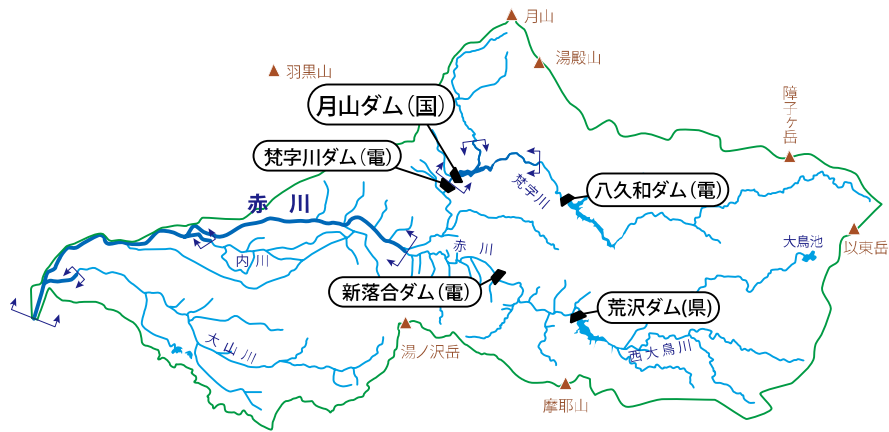 月山
湯殿山
羽黒山
障子ヶ岳
月山ダム（国）
梵字川ダム（電）
梵字川
八久和ダム（電）
赤川
大鳥池
以東岳
赤川
内川
新落合ダム（電）
荒沢ダム(県)
大山川
湯ノ沢岳
西大鳥川
摩耶山